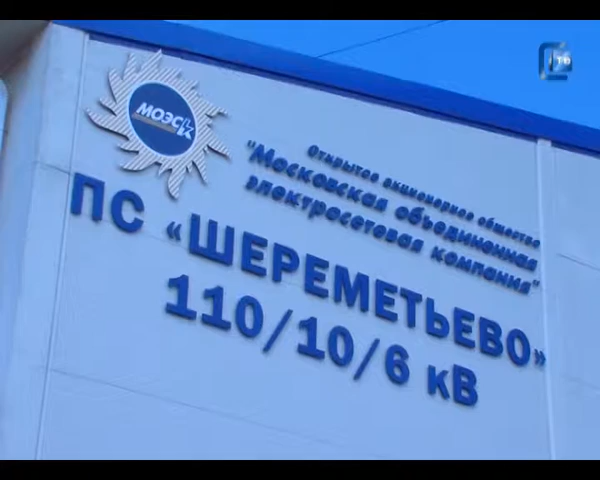 МОЭСК
Открытое акционерное общество
"Московская объединенная
электросетевая компания"
ПС «ШЕРЕМЕТЬЕВО»
110/10/6 кВ